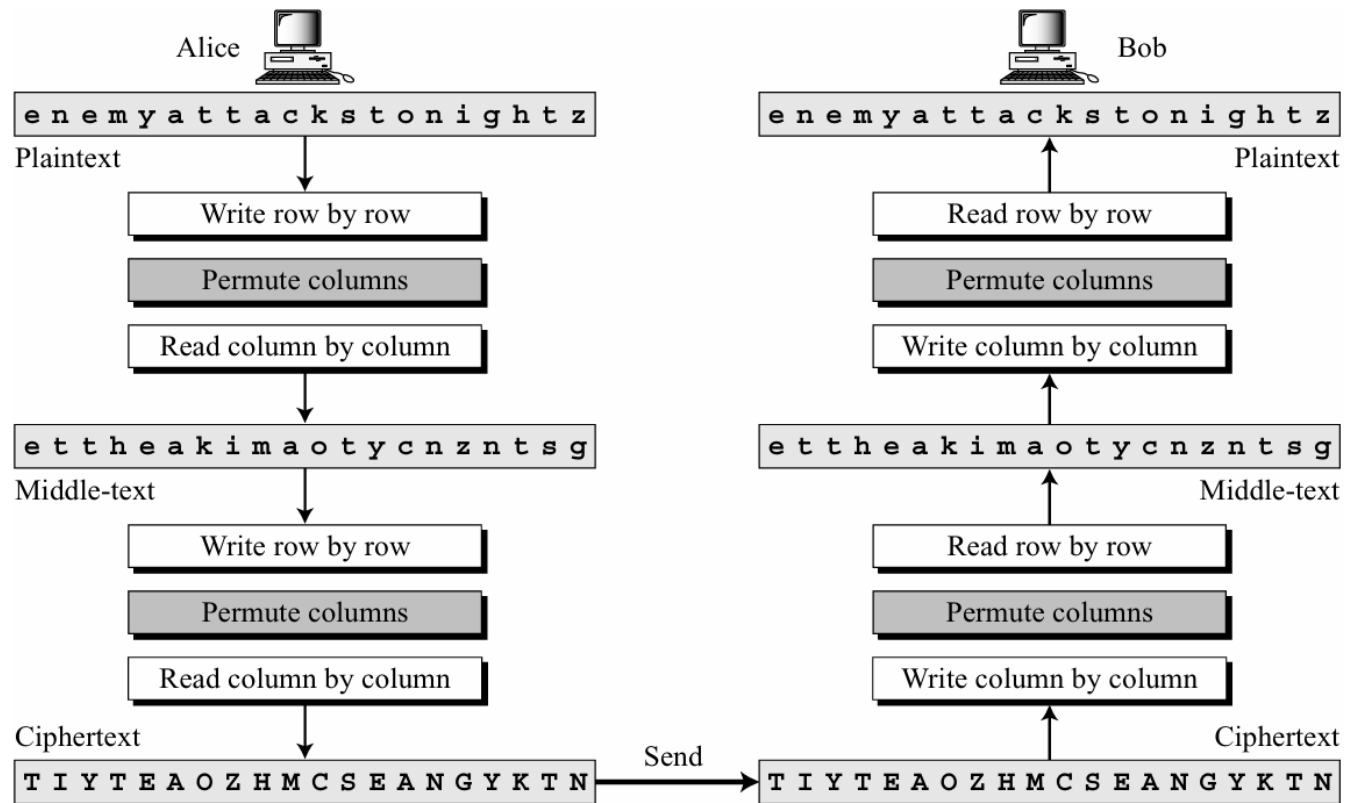 Alice
e n e m y a t t a c k s t o n i g h t z
Plaintext
Write row by row
Permute columns
Read column by column
e t t h e a k i m a o t y c n z n t s g
Middle-text
Write row by row
Permute columns
Read column by column
Ciphertext
T I Y T E A O Z H M C S E A N G Y K T N
Send
Bob
e n e m y a t t a c k s t o n i g h t z
Plaintext
Read row by row
Permute columns
Write column by column
e t t h e a k i m a o t y c n z n t s g
Middle-text
Read row by row
Permute columns
Write column by column
Ciphertext
T I Y T E A O Z H M C S E A N G Y K T N